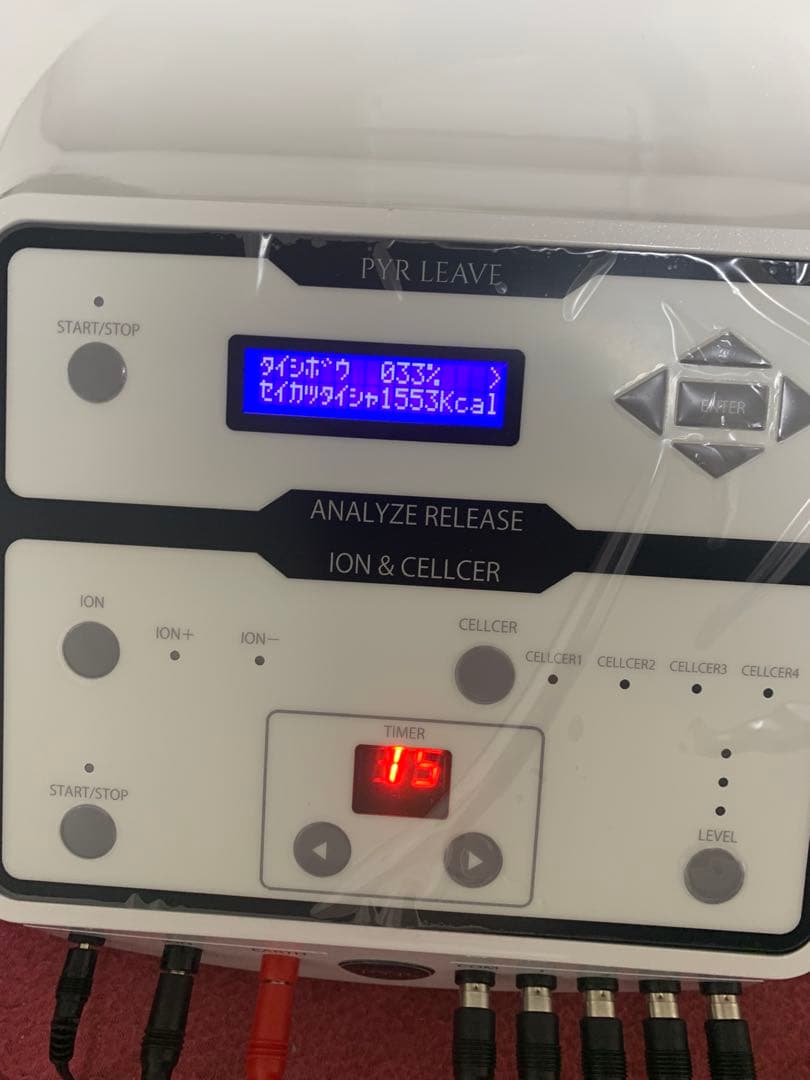 PYR LEAVE
START/STOP
タイシボウ 033% >
セイカツタイシャ1553Kcal
ENTER
ANALYZE RELEASE
ION & CELLCER
ION
ION+
ION−
CELLCER
CELLCER1
CELLCER2
CELLCER3
CELLCER4
TIMER
15
START/STOP
LEVEL